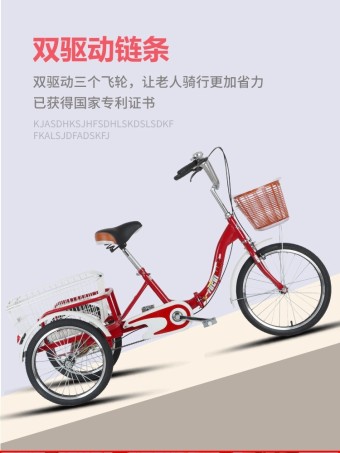 双驱动链条
双驱动三个飞轮，让老人骑行更加省力
已获得国家专利证书
KJASDHKSJHFSDHLSKDSLSDKF
FKALSJDFADSKFJ